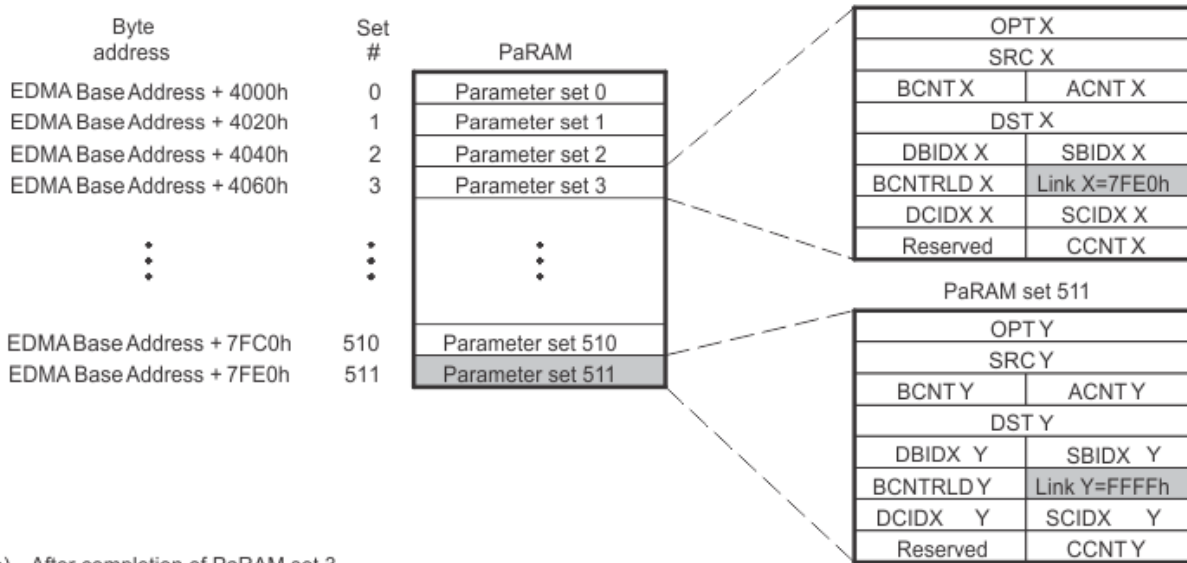 Byte address Set # PaRAM
EDMA Base Address + 4000h 0 Parameter set 0
EDMA Base Address + 4020h 1 Parameter set 1
EDMA Base Address + 4040h 2 Parameter set 2
EDMA Base Address + 4060h 3 Parameter set 3
EDMA Base Address + 7FC0h 510 Parameter set 510
EDMA Base Address + 7FE0h 511 Parameter set 511
OPT X
SRC X
BCNT X ACNT X
DST X
DBIDX X SBIDX X
BCNTRLD X Link X=7FE0h
DCIDX X SCIDX X
Reserved CCNT X
PaRAM set 511
OPT Y
SRC Y
BCNT Y ACNT Y
DST Y
DBIDX Y SBIDX Y
BCNTRLD Y Link Y=FFFFh
DCIDX Y SCIDX Y
Reserved CCNT Y
After completion of PaRAM set 3